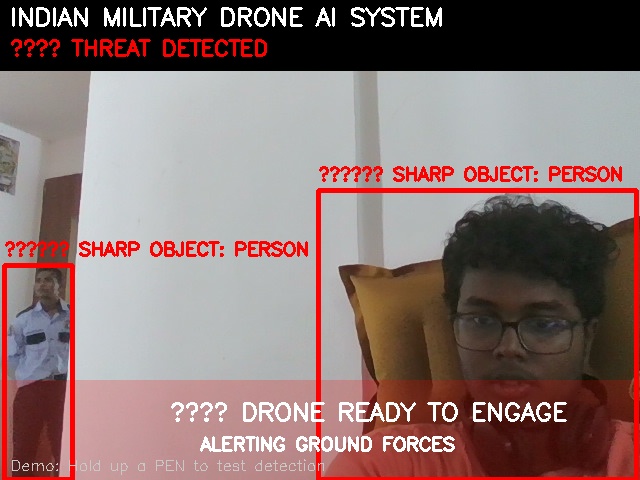 INDIAN MILITARY DRONE AI SYSTEM
???? THREAT DETECTED
?????? SHARP OBJECT: PERSON
?????? SHARP OBJECT: PERSON
???? DRONE READY TO ENGAGE
ALERTING GROUND FORCES
Demo: Hold up a PEN to test detection